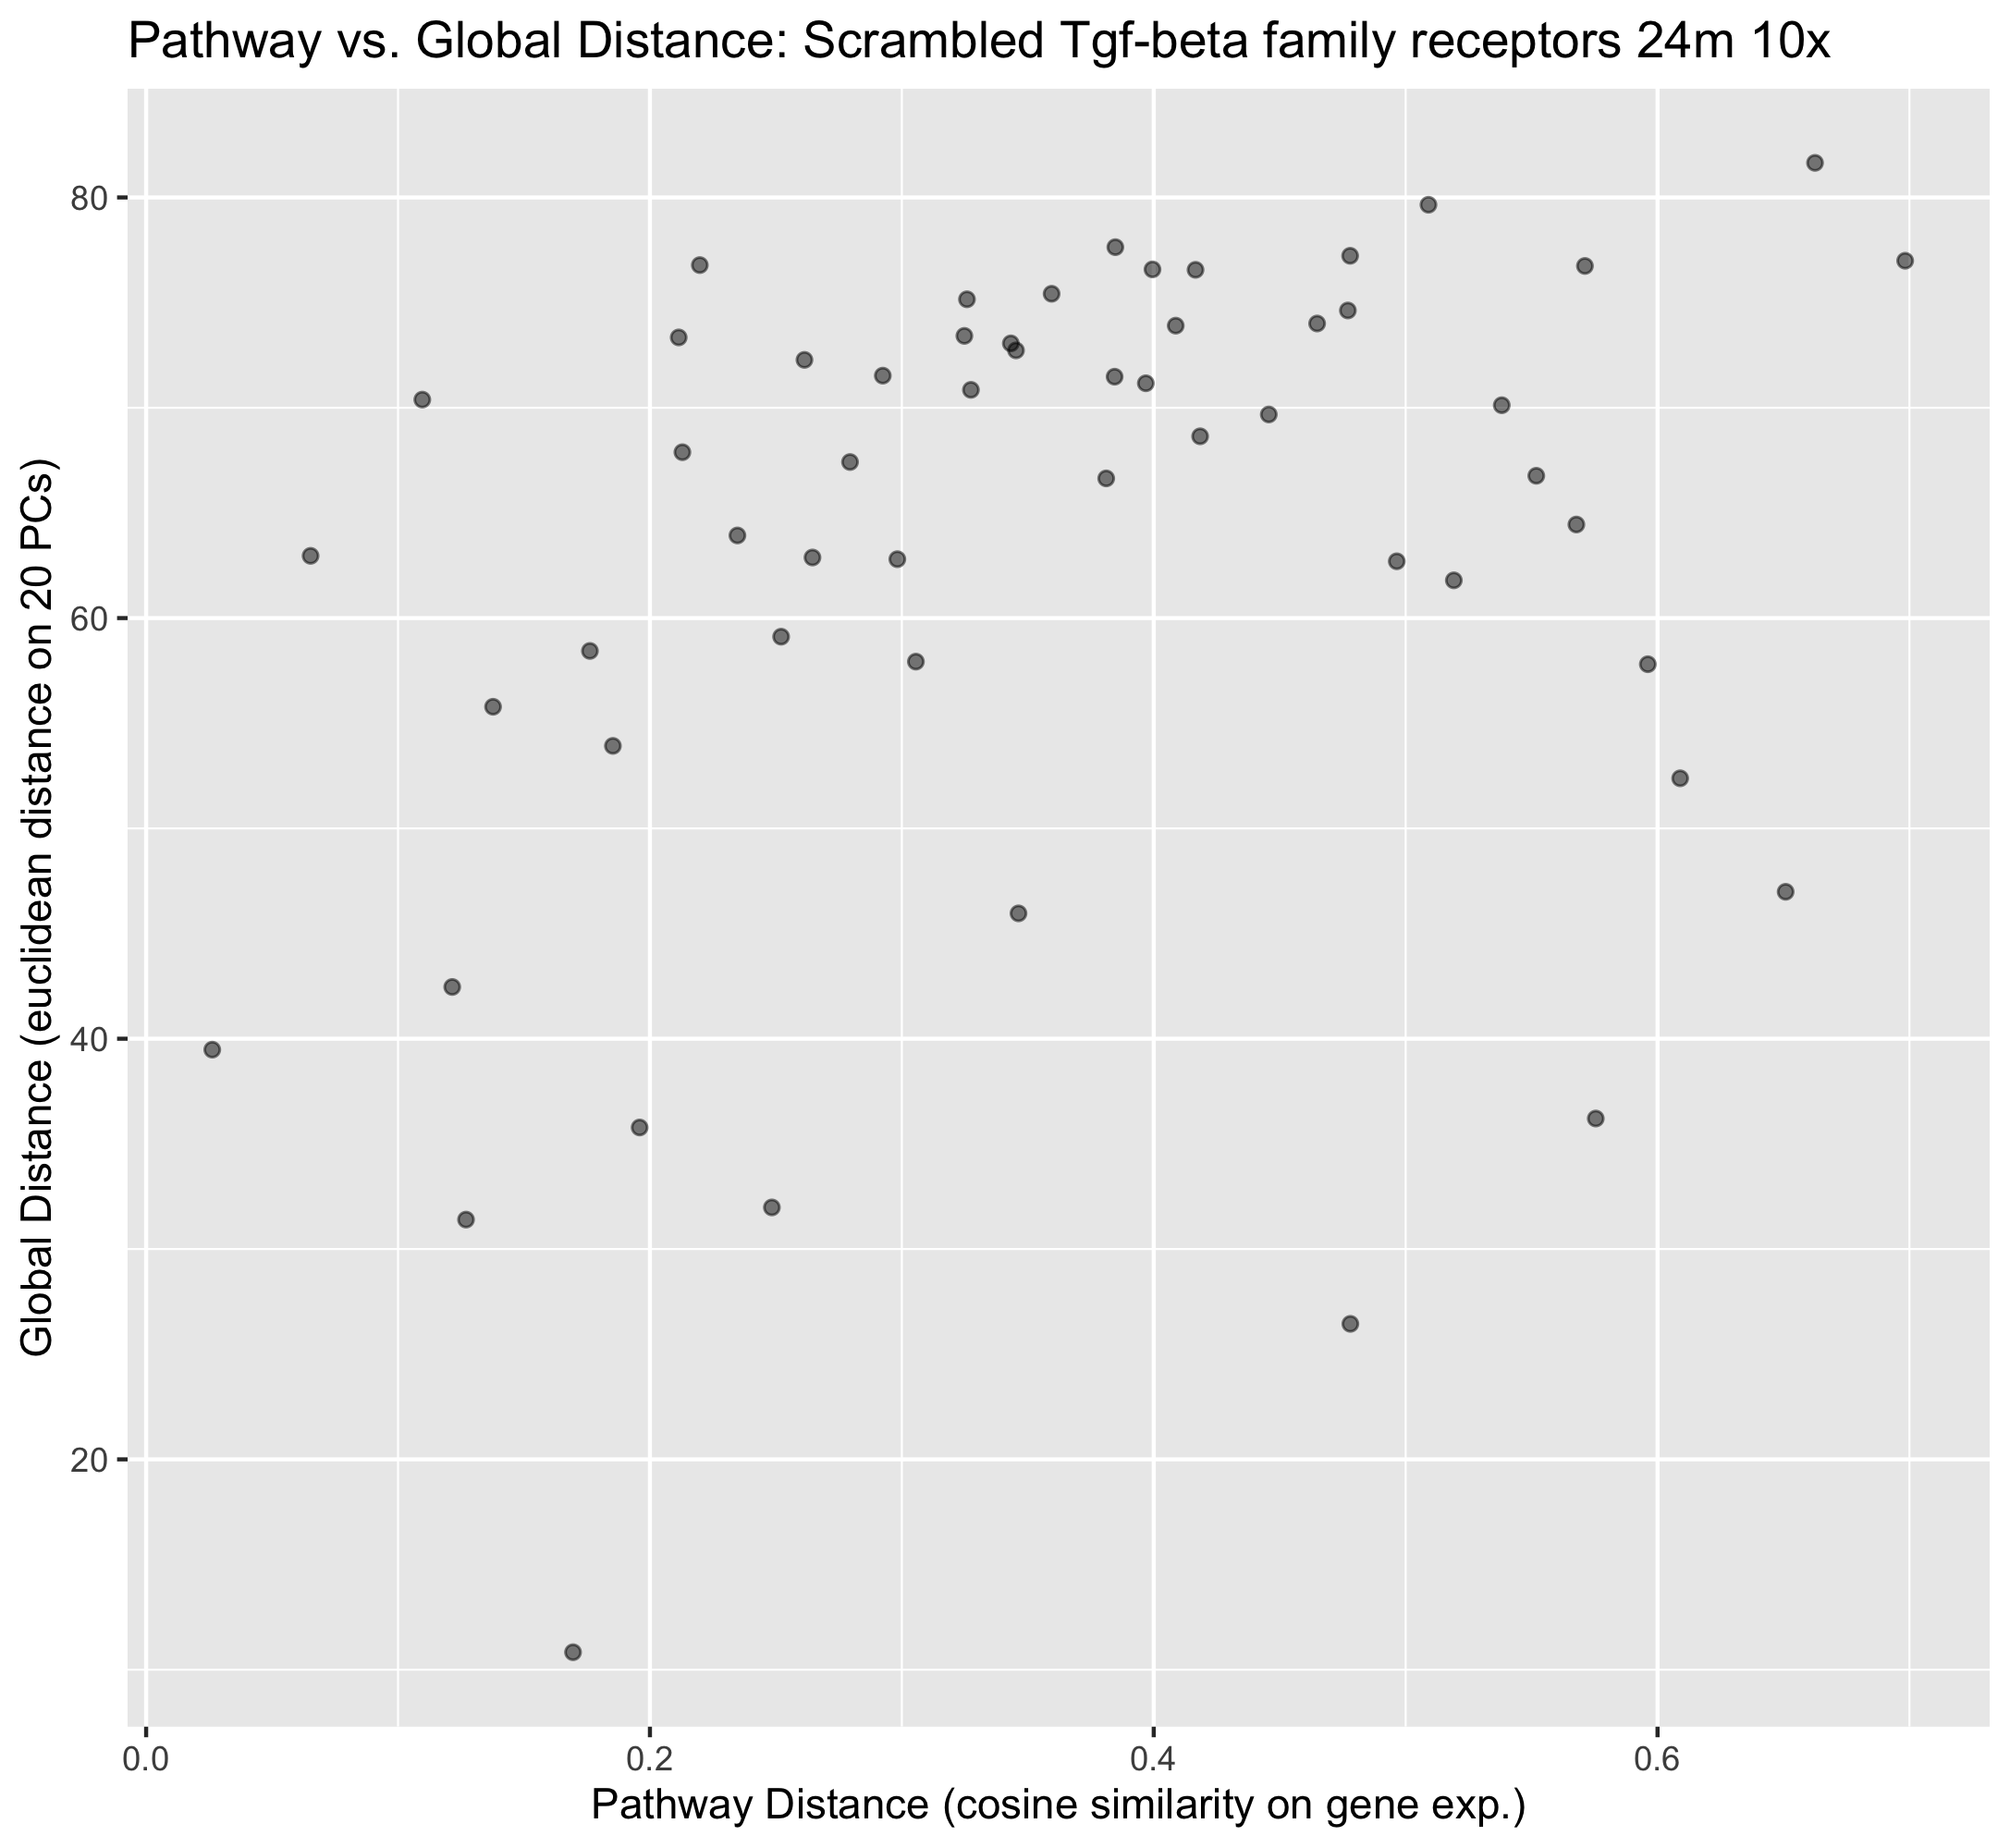 Pathway vs. Global Distance: Scrambled Tgf-beta family receptors 24m 10x
Global Distance (euclidean distance on 20 PCs)
80
60
40
20
0.0 0.2 0.4 0.6
Pathway Distance (cosine similarity on gene exp.)